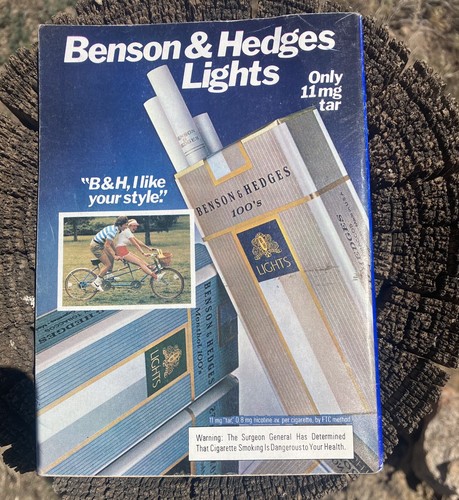 Benson & Hedges
Lights
Only
11 mg
tar
"B&H, I like
your style."
BENSON & HEDGES
100's
LIGHTS
BENSON & HEDGES
Menthol 100's
LIGHTS
11 mg "tar," 0.8 mg nicotine av. per cigarette, by FTC method.
Warning: The Surgeon General Has Determined
That Cigarette Smoking Is Dangerous to Your Health.